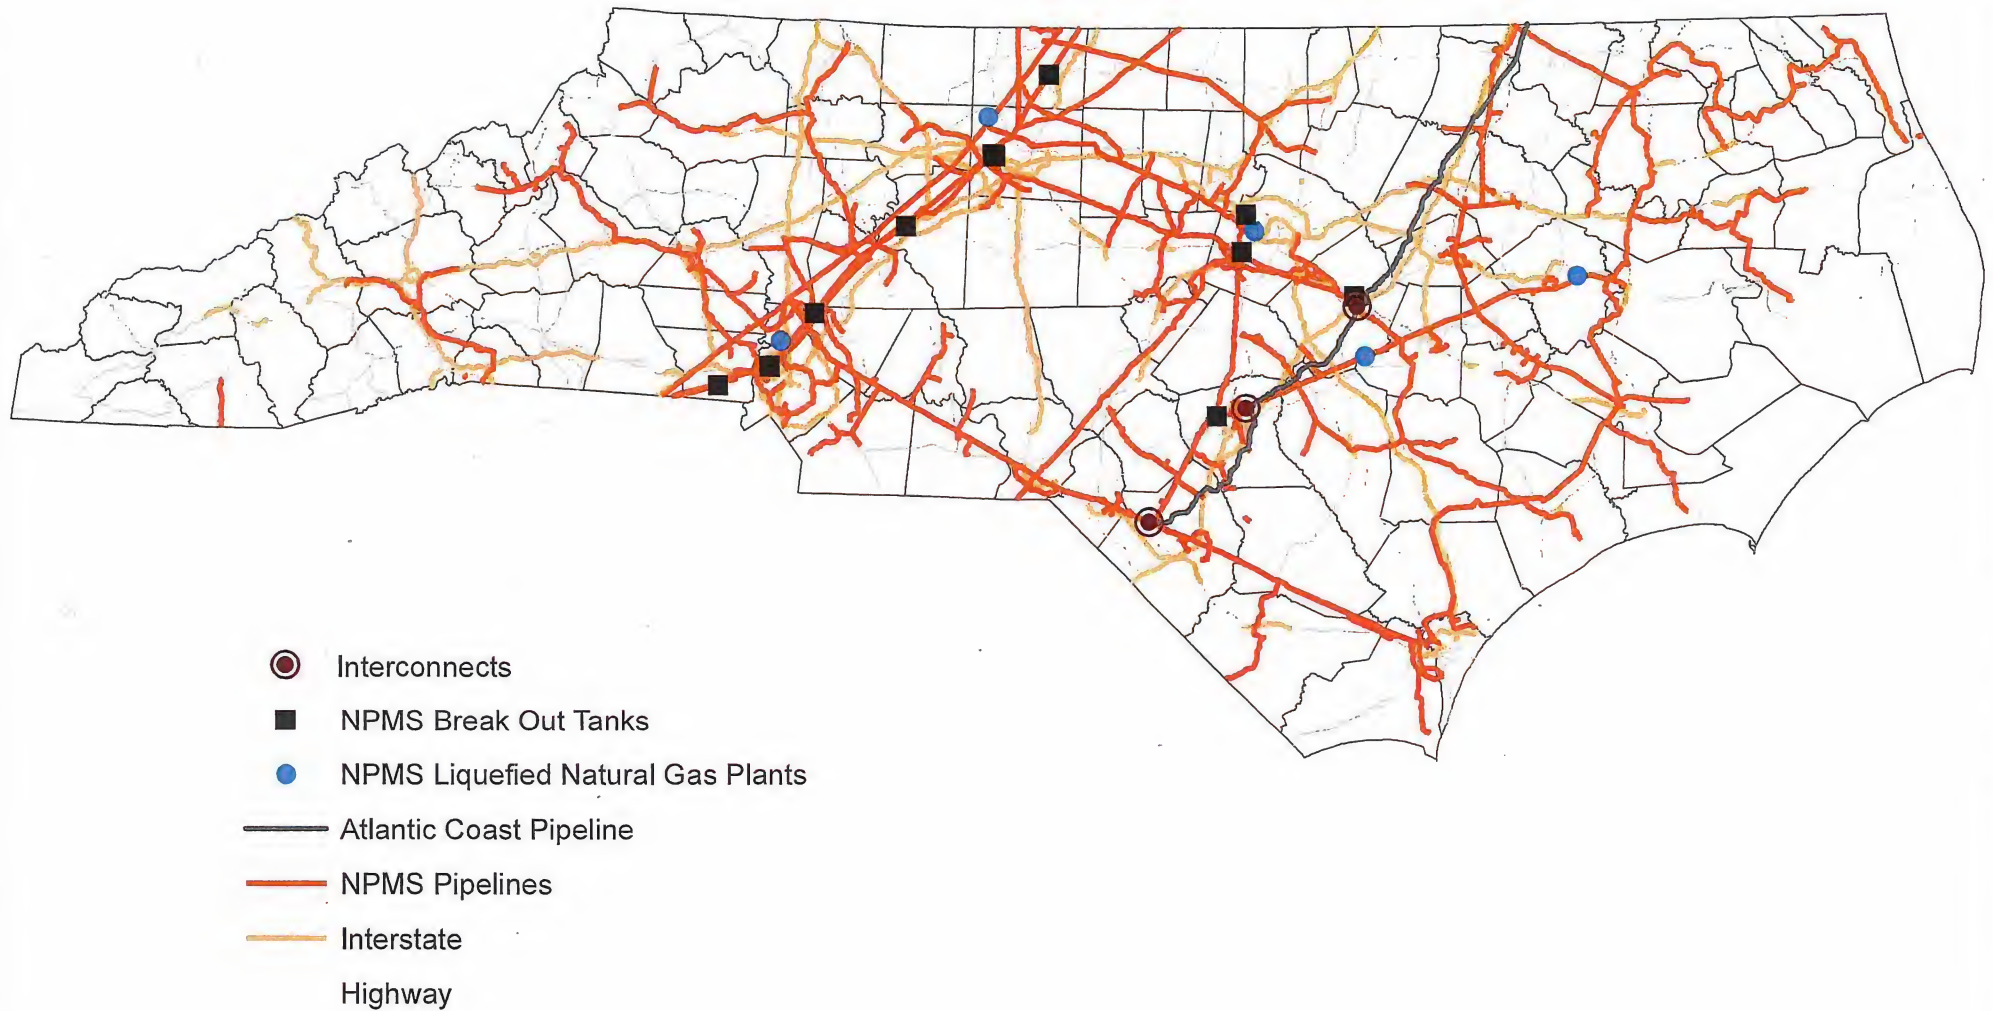 Interconnects
NPMS Break Out Tanks
NPMS Liquefied Natural Gas Plants
Atlantic Coast Pipeline
NPMS Pipelines
Interstate
Highway